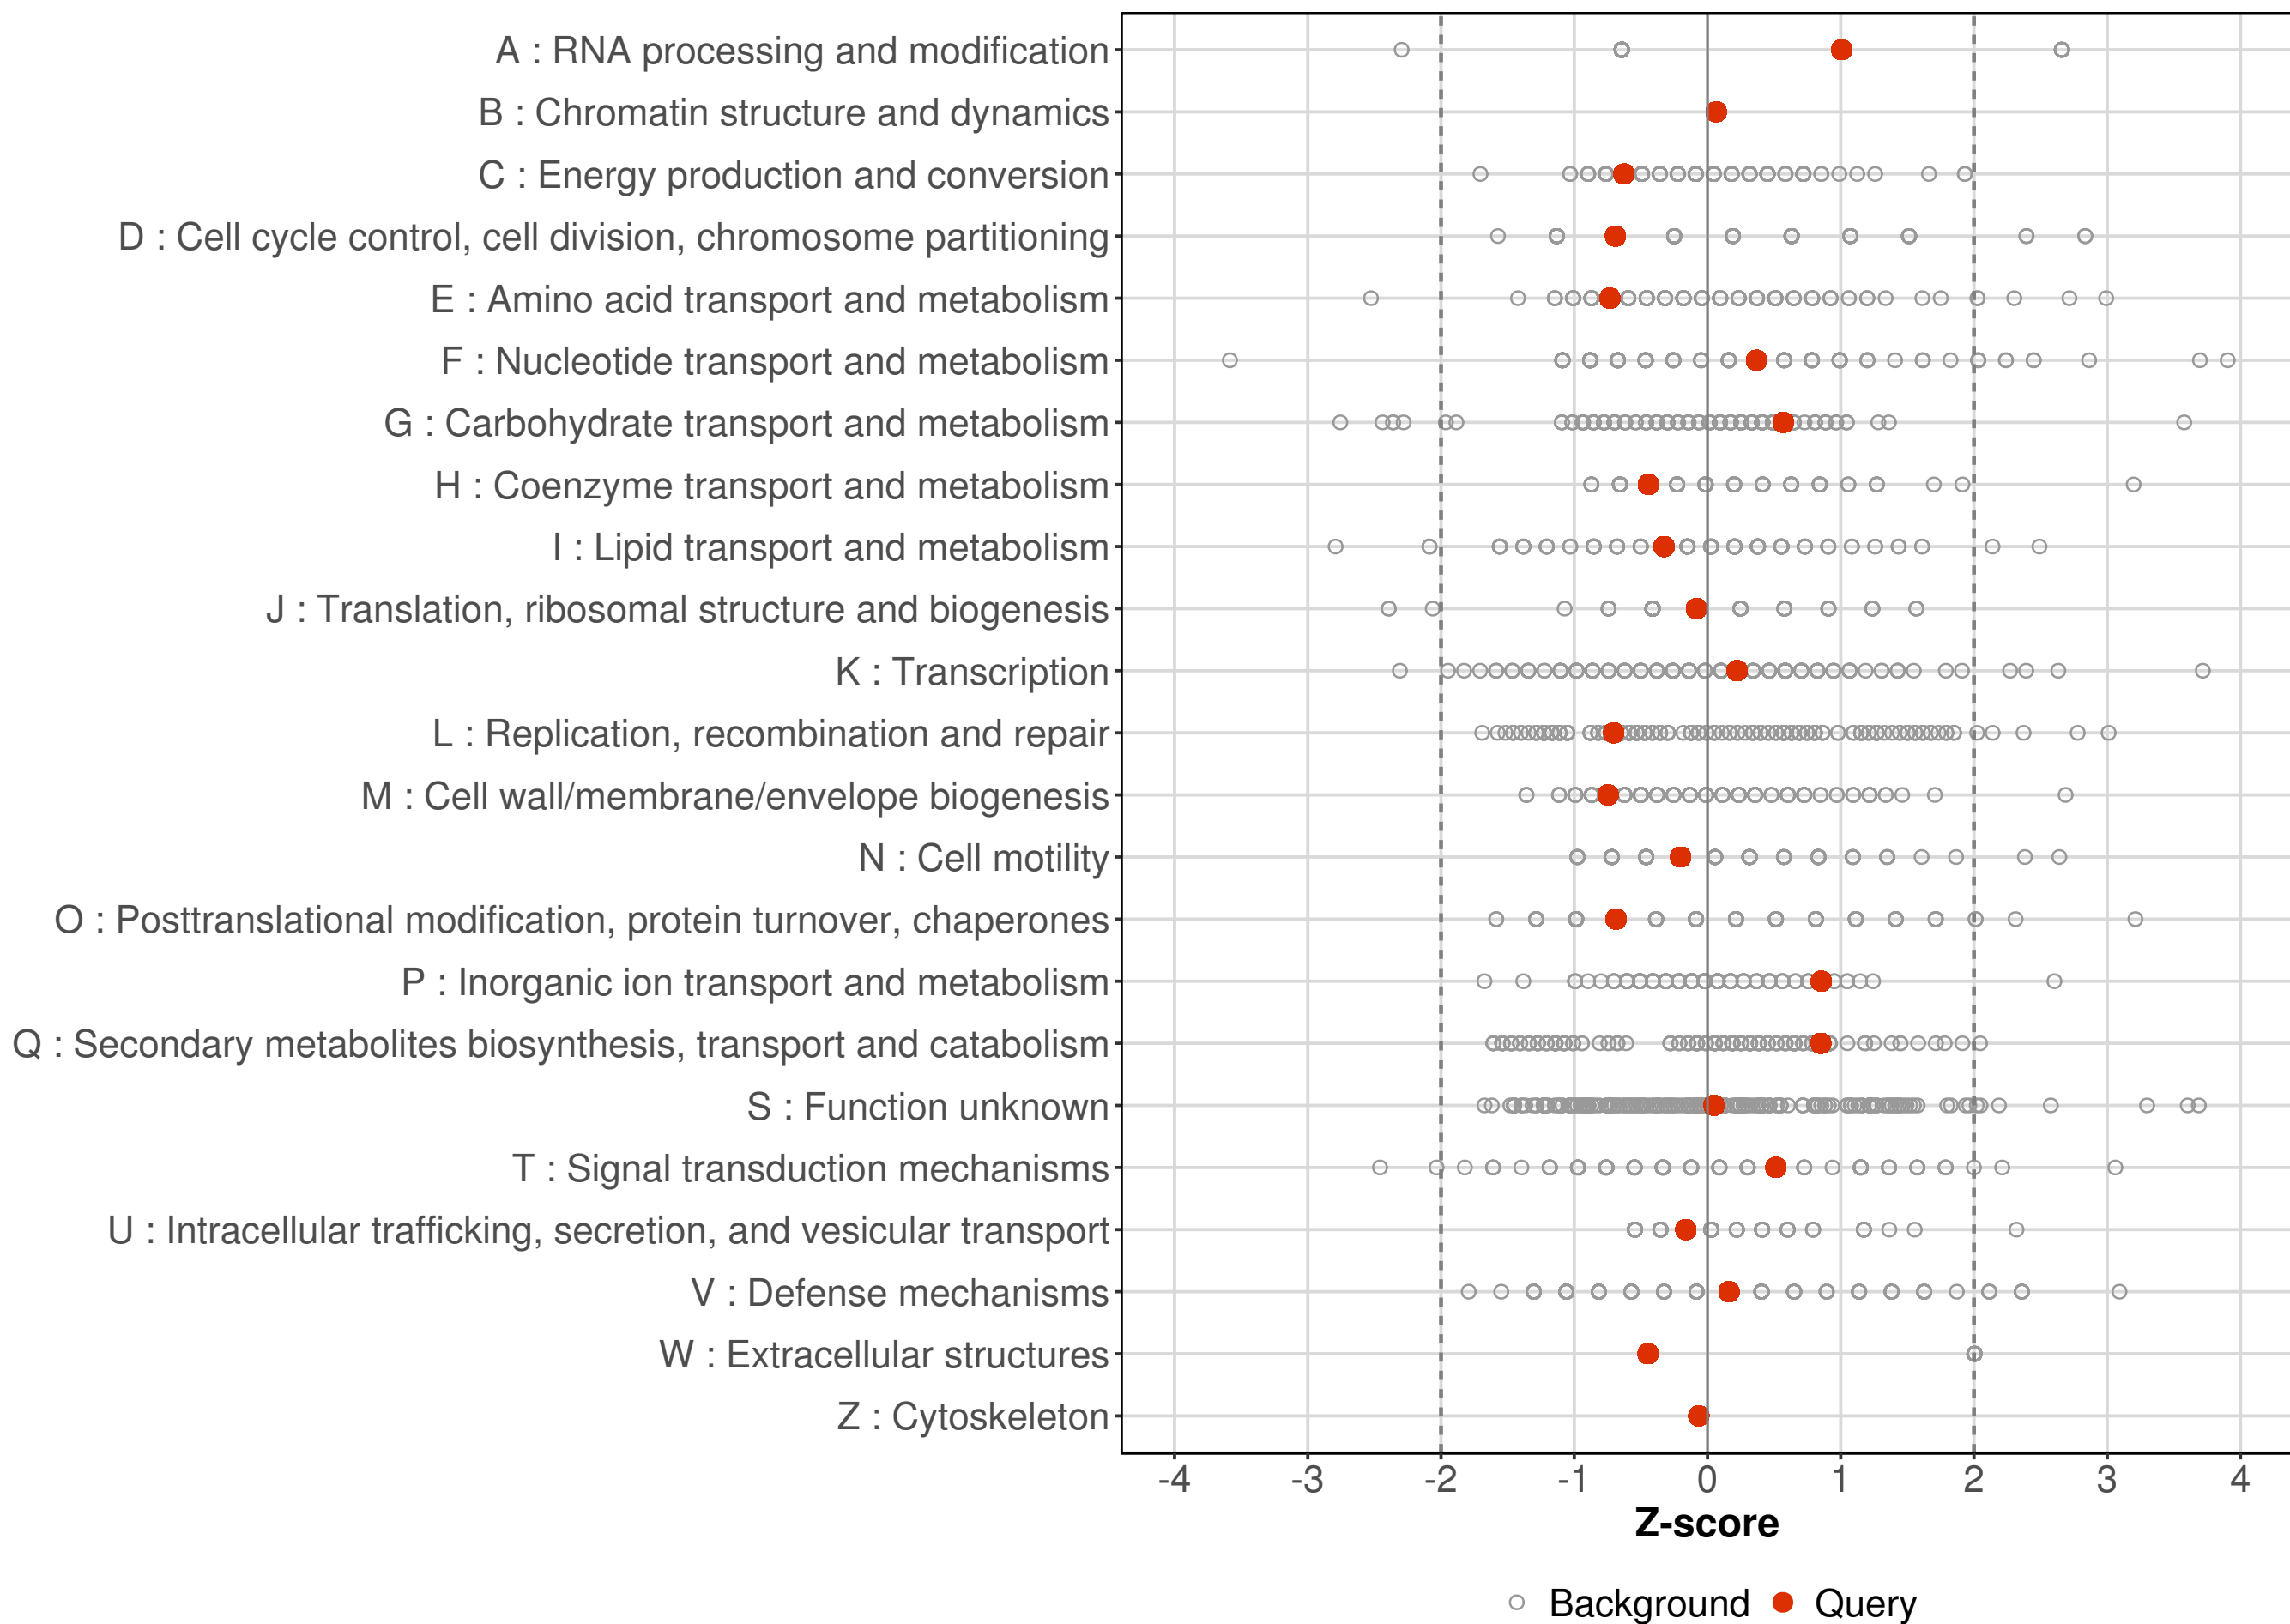 A : RNA processing and modification
B : Chromatin structure and dynamics
C : Energy production and conversion
D : Cell cycle control, cell division, chromosome partitioning
E : Amino acid transport and metabolism
F : Nucleotide transport and metabolism
G : Carbohydrate transport and metabolism
H : Coenzyme transport and metabolism
I : Lipid transport and metabolism
J : Translation, ribosomal structure and biogenesis
K : Transcription
L : Replication, recombination and repair
M : Cell wall/membrane/envelope biogenesis
N : Cell motility
O : Posttranslational modification, protein turnover, chaperones
P : Inorganic ion transport and metabolism
Q : Secondary metabolites biosynthesis, transport and catabolism
S : Function unknown
T : Signal transduction mechanisms
U : Intracellular trafficking, secretion, and vesicular transport
V : Defense mechanisms
W : Extracellular structures
Z : Cytoskeleton
-4 -3 -2 -1 0 1 2 3 4
Z-score
Background Query